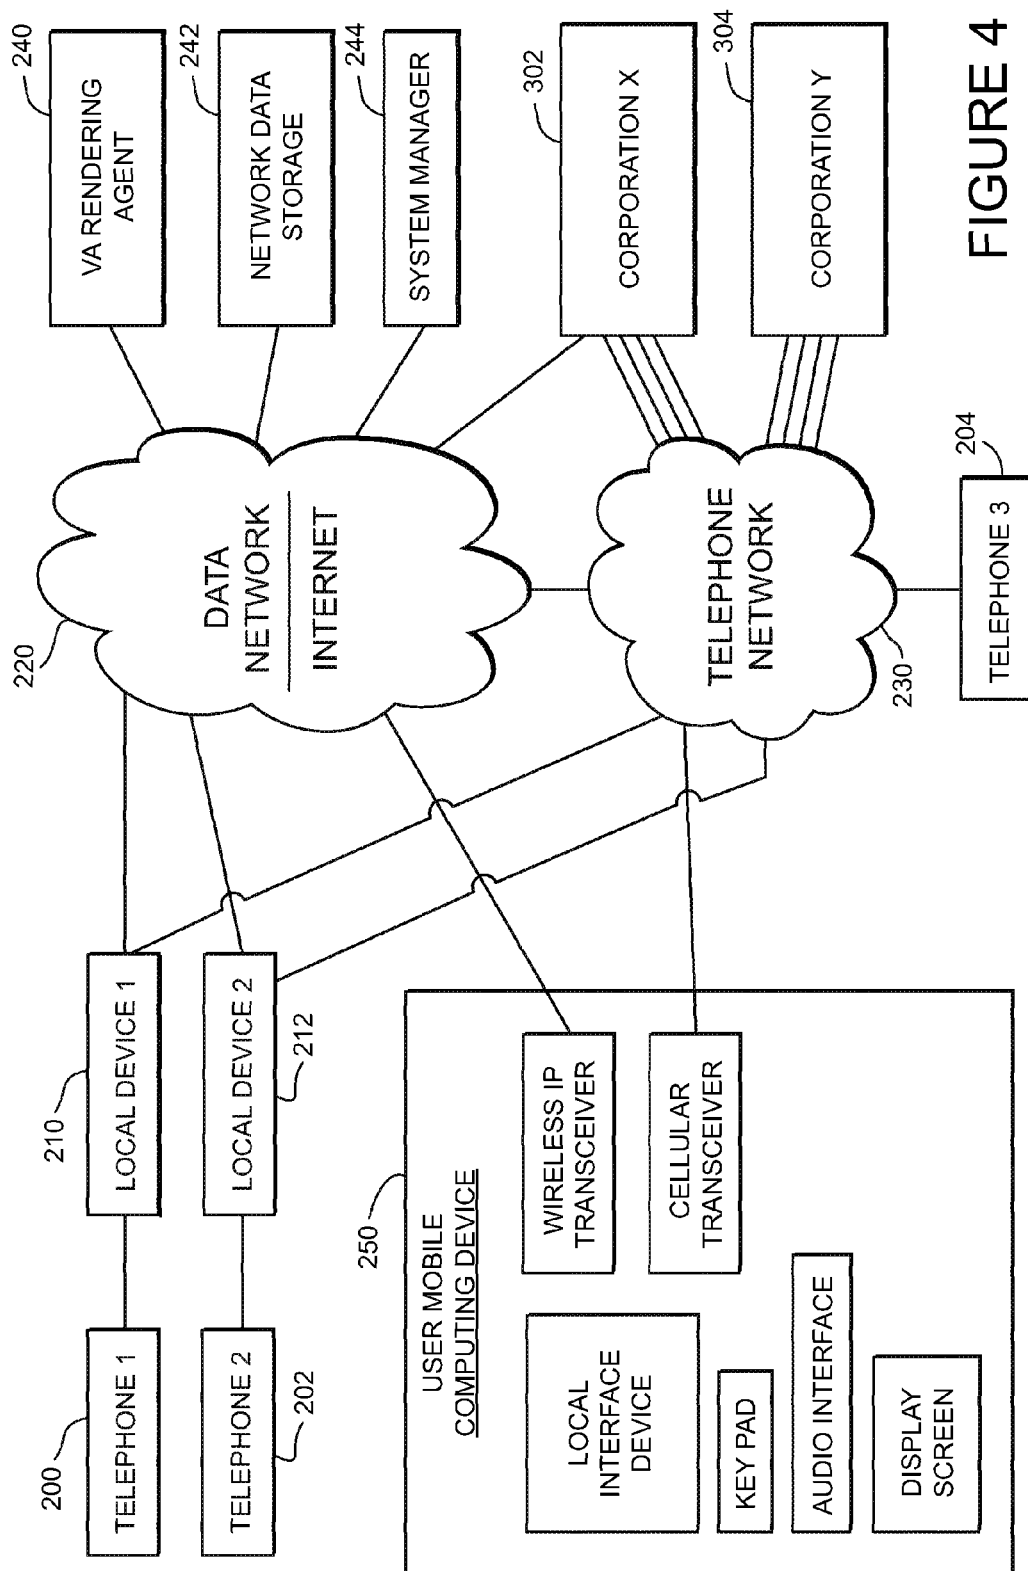 200
TELEPHONE 1
TELEPHONE 2
202
210
LOCAL DEVICE 1
LOCAL DEVICE 2
212
220
DATA
NETWORK
INTERNET
240
VA RENDERING
AGENT
242
NETWORK DATA
STORAGE
244
SYSTEM MANAGER
302
CORPORATION X
304
CORPORATION Y
TELEPHONE
NETWORK
230
204
TELEPHONE 3
250
USER MOBILE
COMPUTING DEVICE
LOCAL
INTERFACE
DEVICE
WIRELESS IP
TRANSCEIVER
CELLULAR
TRANSCEIVER
KEY PAD
AUDIO INTERFACE
DISPLAY
SCREEN
FIGURE 4